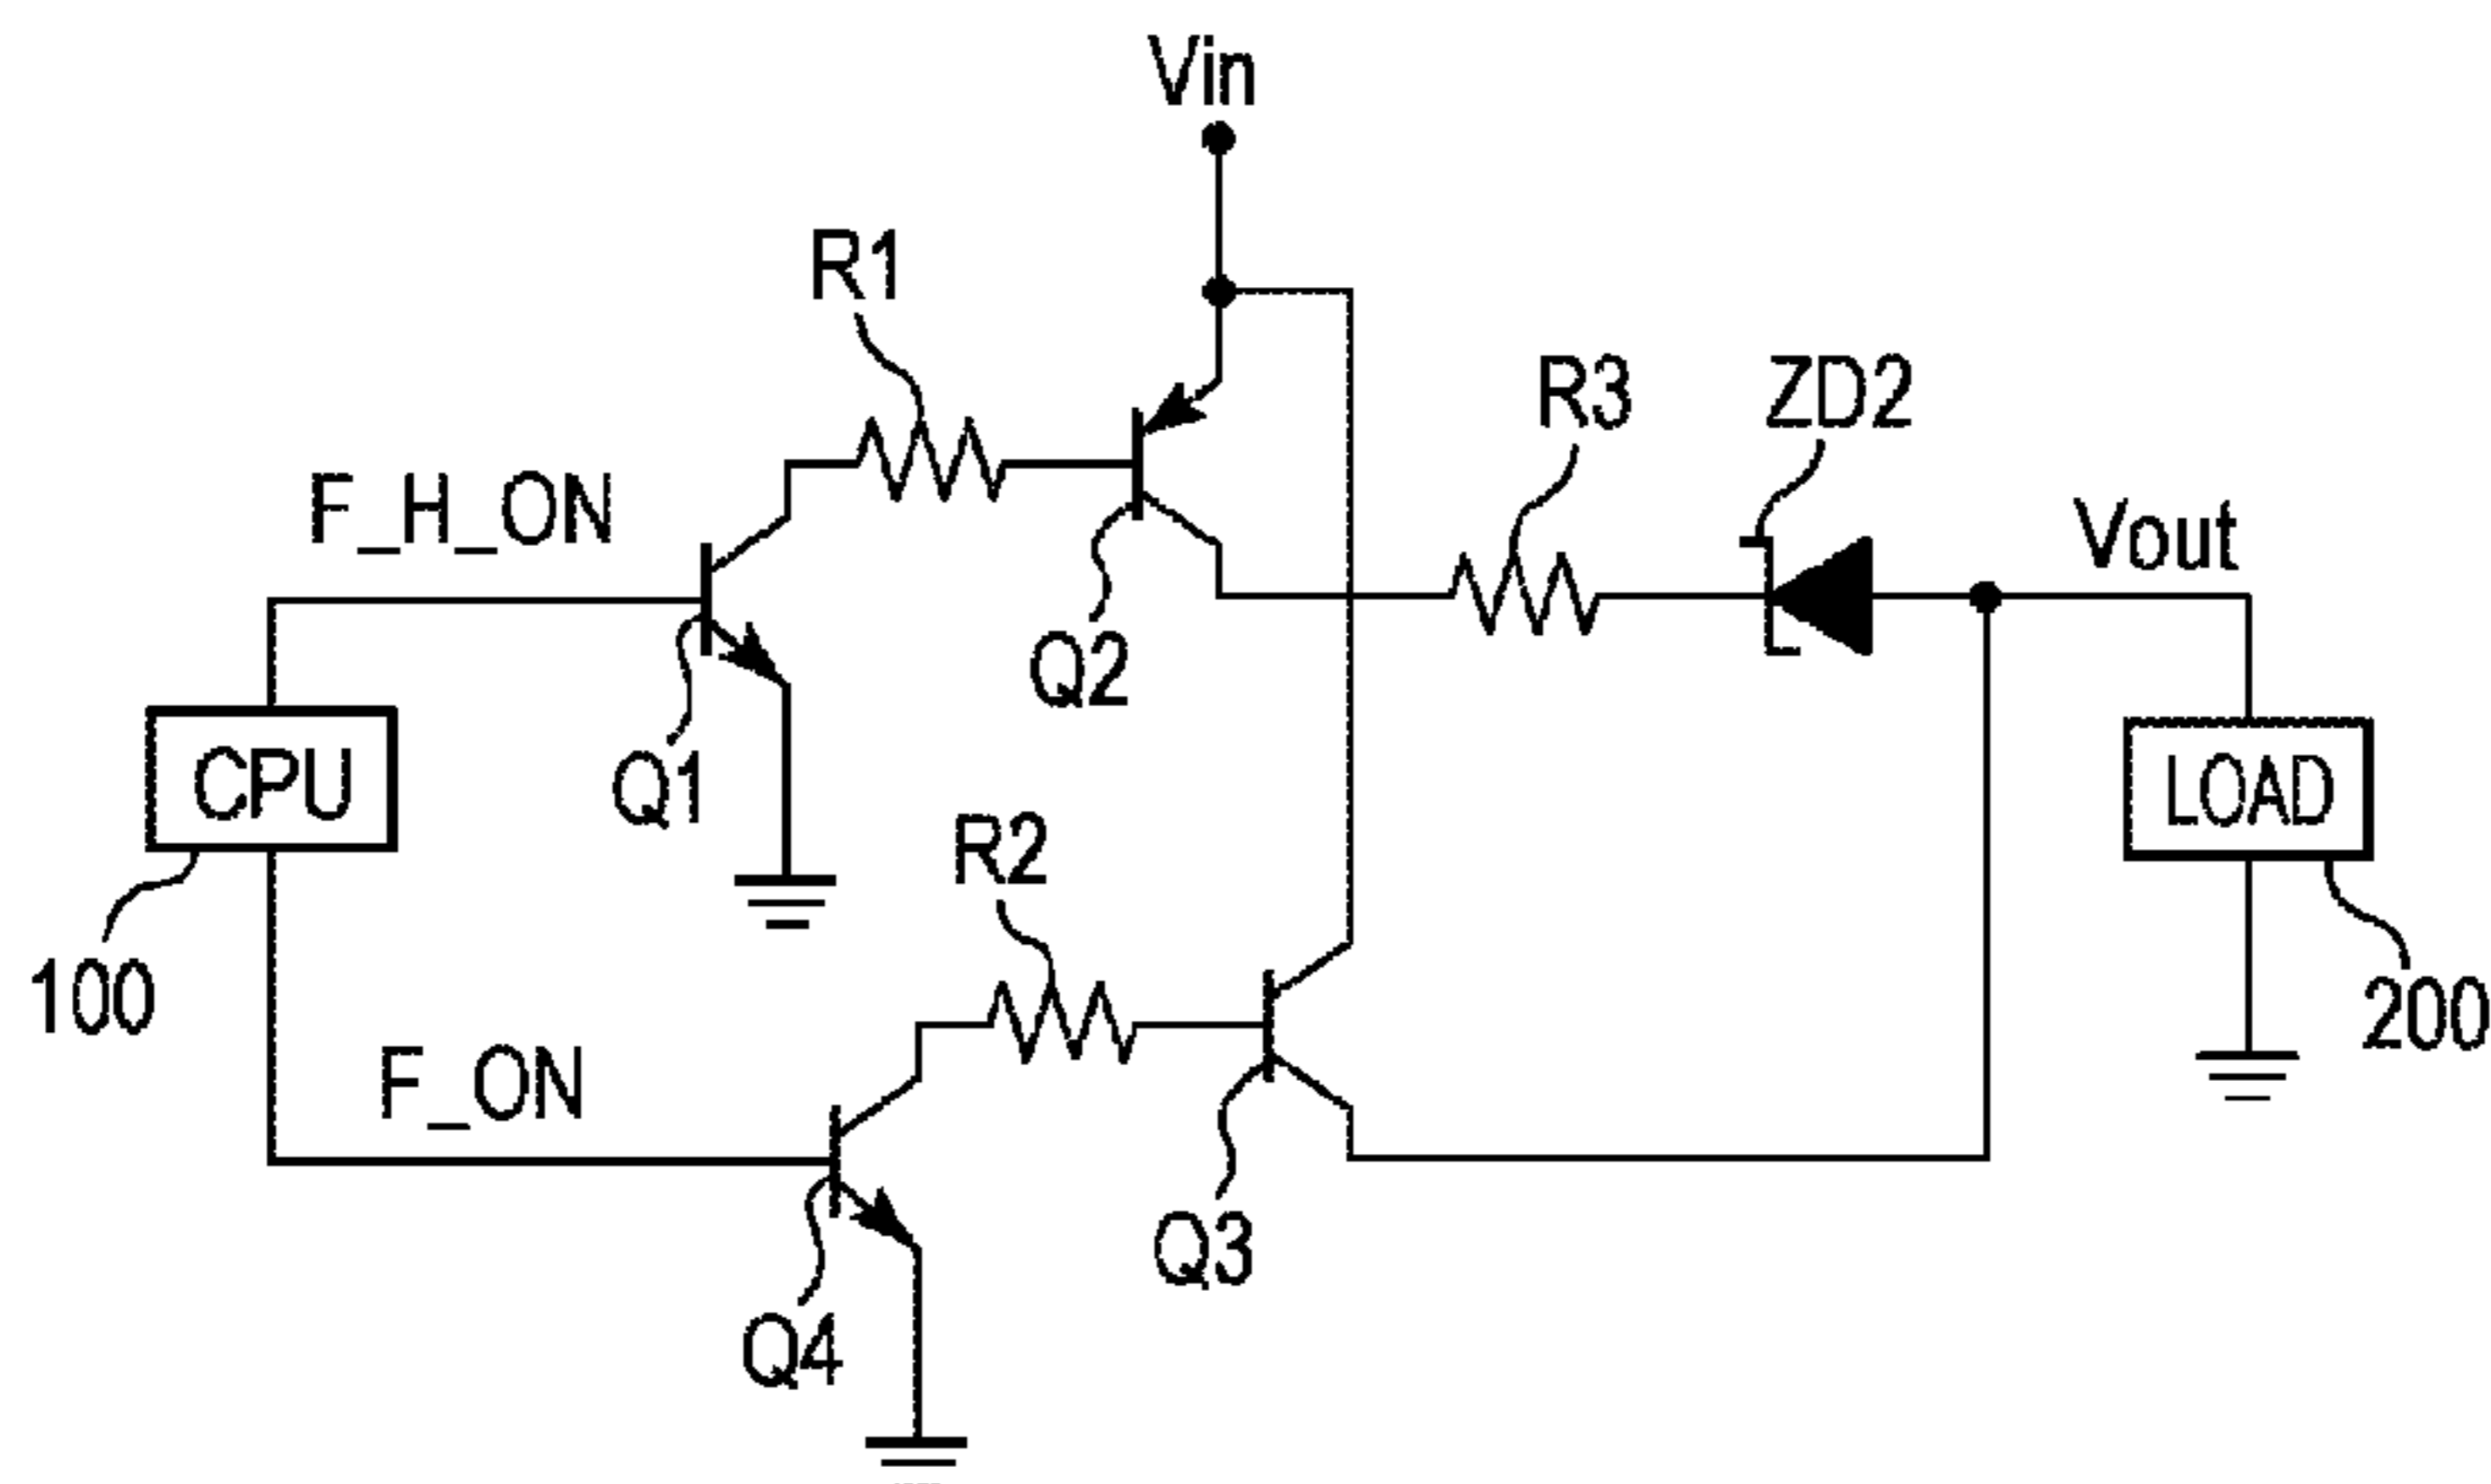 Vin
R1
R3
ZD2
F_H_ON
Vout
Q2
CPU
Q1
LOAD
R2
100
200
F_ON
Q3
Q4